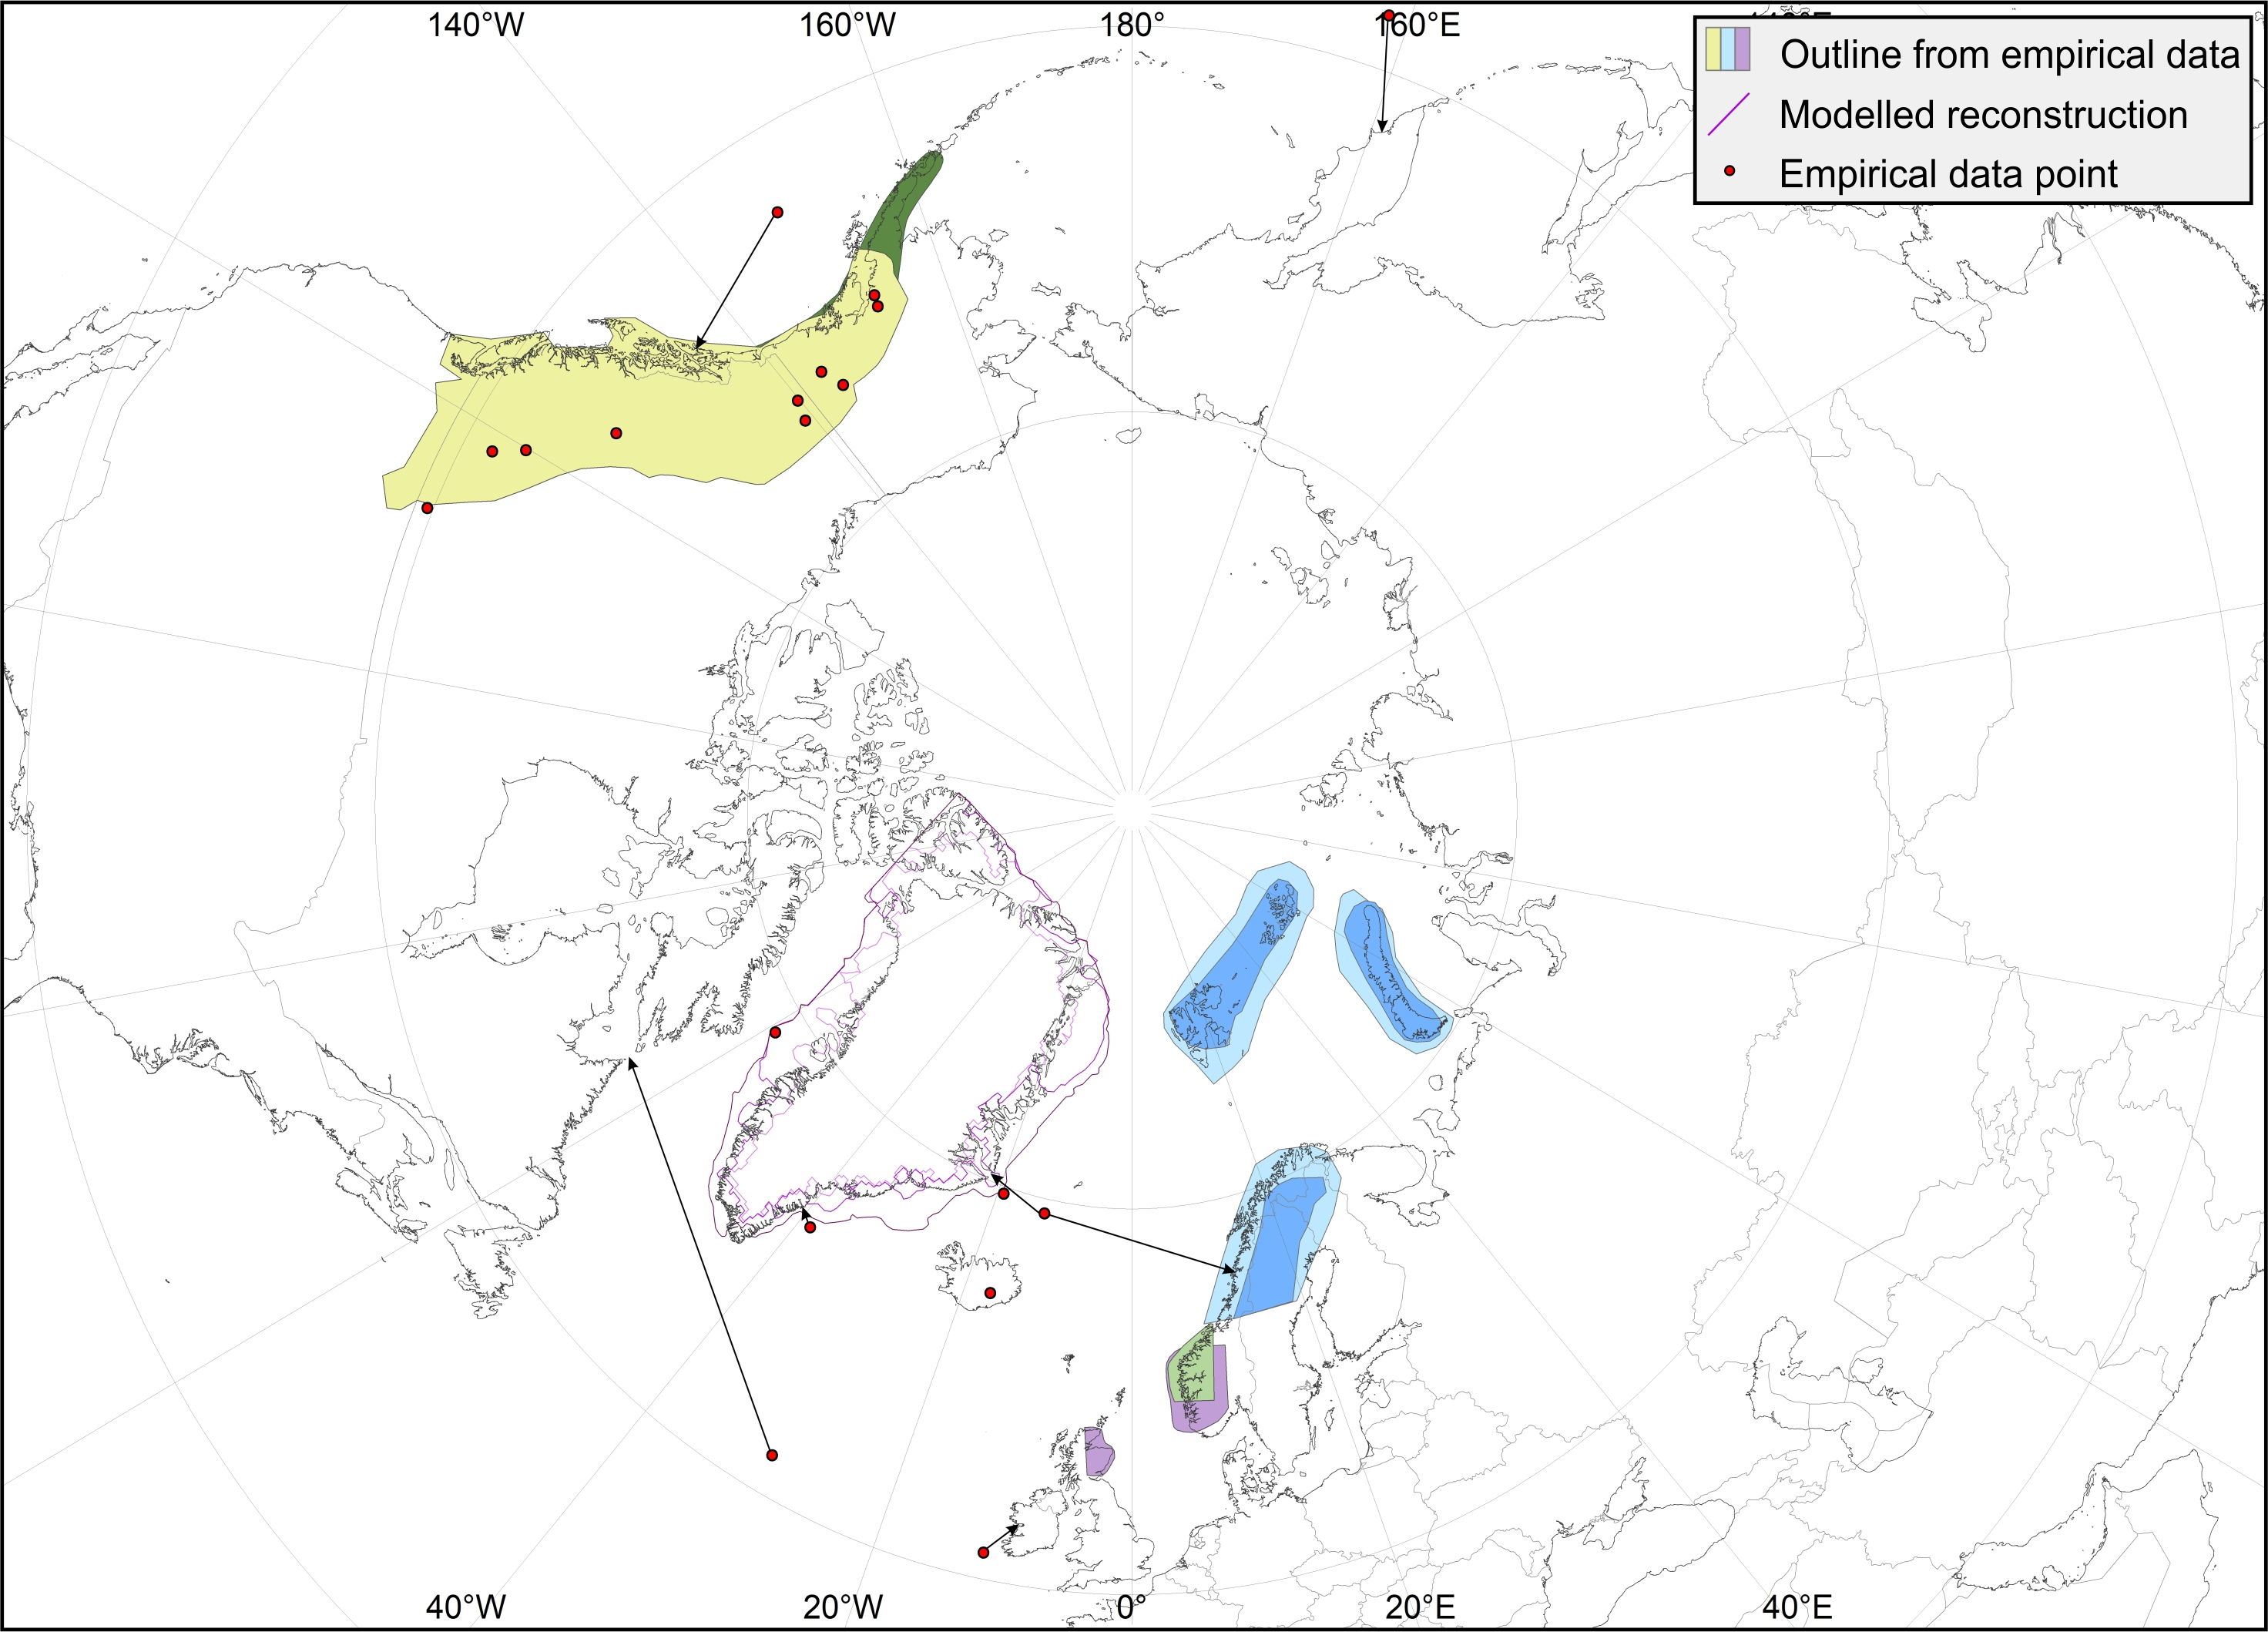 140°W 160°W 180° 160°E
Outline from empirical data
Modelled reconstruction
Empirical data point
40°W 20°W 0° 20°E 40°E